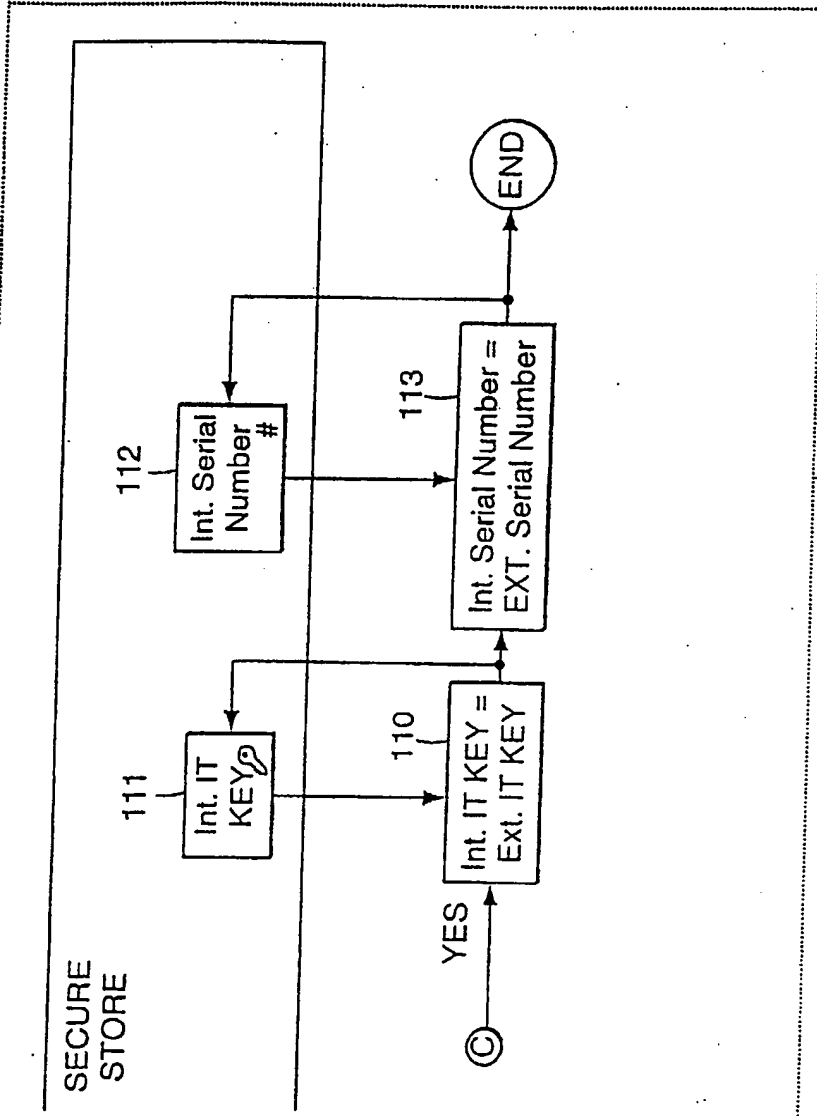 SECURE
STORE
111
Int. IT
KEY
112
Int. Serial
Number
#
C
YES
110
Int. IT KEY =
Ext. IT KEY
113
Int. Serial Number =
EXT. Serial Number
END